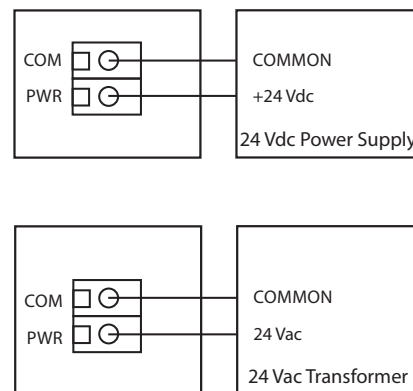 COM COMMON
PWR +24 Vdc
24 Vdc Power Supply
COM COMMON
PWR 24 Vac
24 Vac Transformer